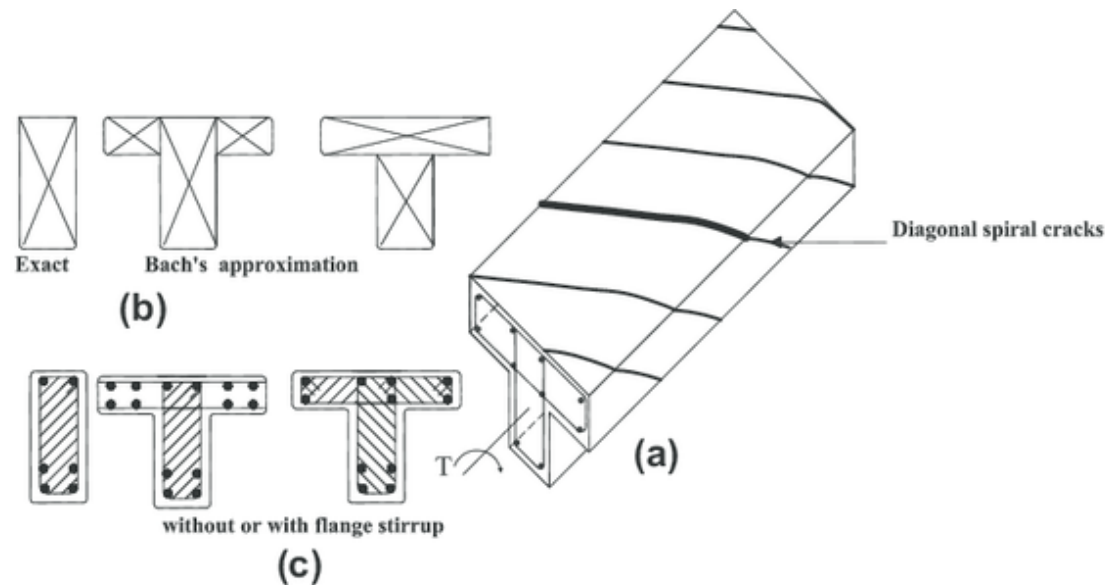 Diagonal spiral cracks
Exact
Bach's approximation
(b)
T
(a)
without or with flange stirrup
(c)